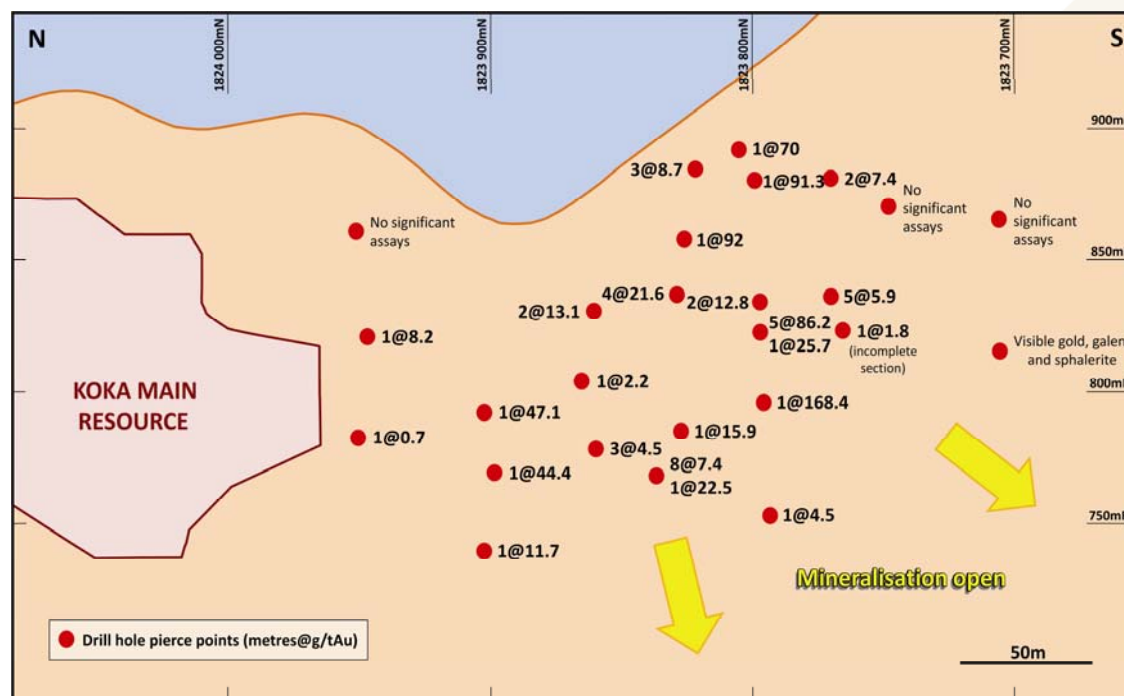 N
1824 000mN
1823 900mN
1823 800mN
1823 700mN
S
900m
1@70
3@8.7
1@91.3
2@7.4
No
significant
assays
No
significant
assays
No significant
assays
1@92
850m
4@21.6
2@12.8
5@5.9
2@13.1
5@86.2
1@25.7
1@1.8
(incomplete
section)
1@8.2
Visible gold, galen
and sphalerite
KOKA MAIN
RESOURCE
1@2.2
800m
1@168.4
1@47.1
1@15.9
1@0.7
3@4.5
8@7.4
1@22.5
1@44.4
1@4.5
750m
1@11.7
Mineralisation open
Drill hole pierce points (metres@g/tAu)
50m